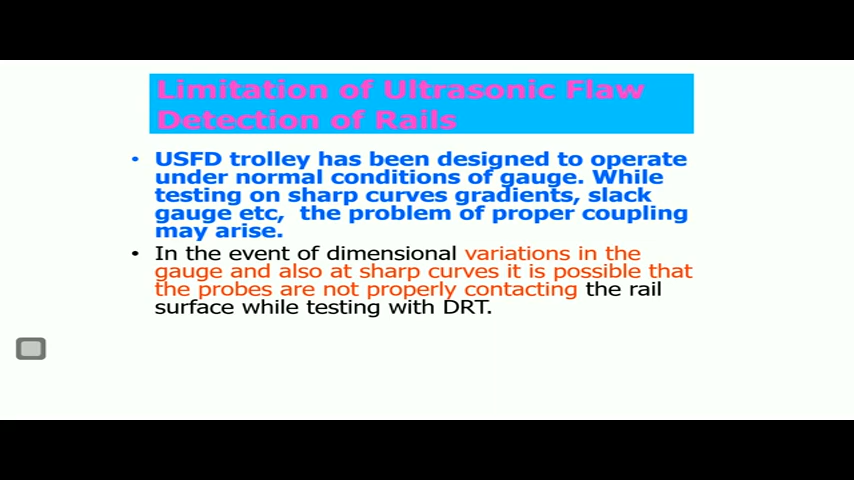 Limitation of Ultrasonic Flaw
Detection of Rails
• USFD trolley has been designed to operate
under normal conditions of gauge. While
testing on sharp curves gradients, slack
gauge etc, the problem of proper coupling
may arise.
• In the event of dimensional variations in the
gauge and also at sharp curves it is possible that
the probes are not properly contacting the rail
surface while testing with DRT.